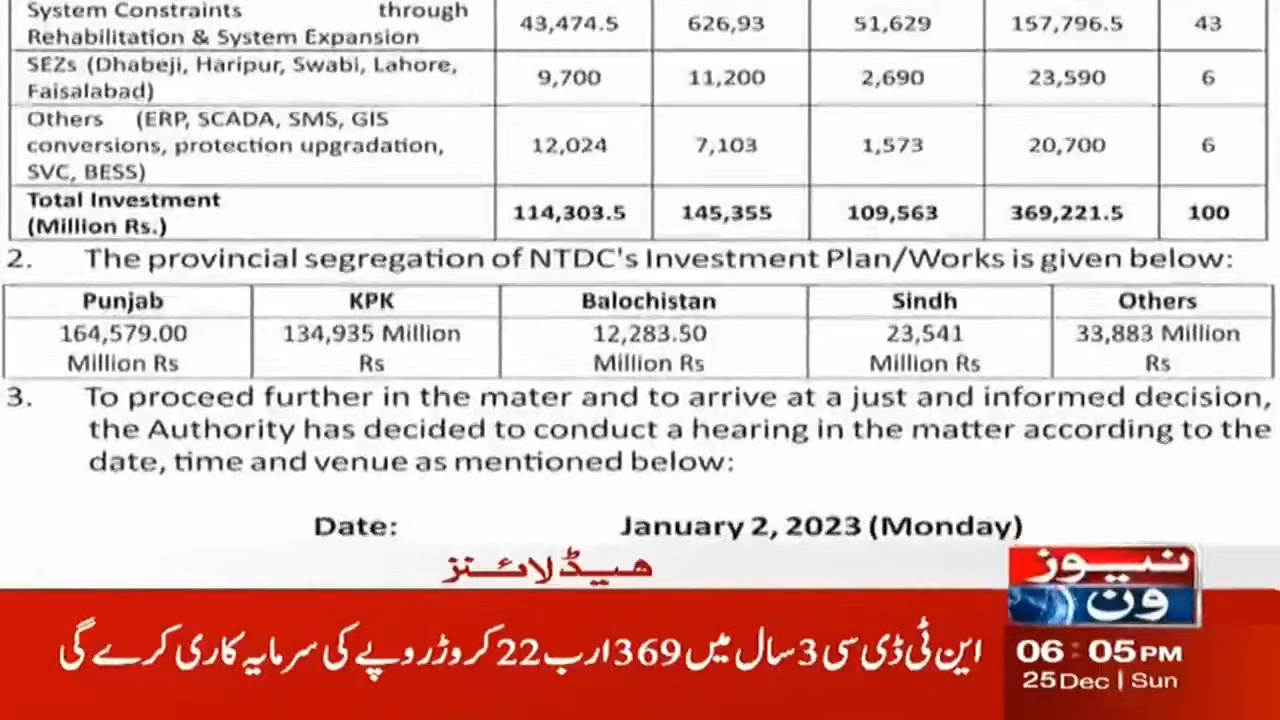 System Constraints through 43,474.5 626,93 51,629 157,796.5 43
Rehabilitation & System Expansion
SEZs (Dhabeji, Haripur, Swabi, Lahore, 9,700 11,200 2,690 23,590 6
Faisalabad)
Others (ERP, SCADA, SMS, GIS
conversions, protection upgradation, 12,024 7,103 1,573 20,700 6
SVC, BESS)
Total Investment 114,303.5 145,355 109,563 369,221.5 100
(Million Rs.)
2. The provincial segregation of NTDC's Investment Plan/Works is given below:
Punjab KPK Balochistan Sindh Others
164,579.00 134,935 Million 12,283.50 23,541 33,883 Million
Million Rs Rs Million Rs Million Rs Rs
3. To proceed further in the mater and to arrive at a just and informed decision,
the Authority has decided to conduct a hearing in the matter according to the
date, time and venue as mentioned below:
Date: January 2, 2023 (Monday)
ھیڈلائنز
نیوز
ون
این ٹی ڈی سی 3 سال میں 369 ارب 22 کروڑ روپے کی سرمایہ کاری کرے گی
06:05PM
25 Dec | Sun